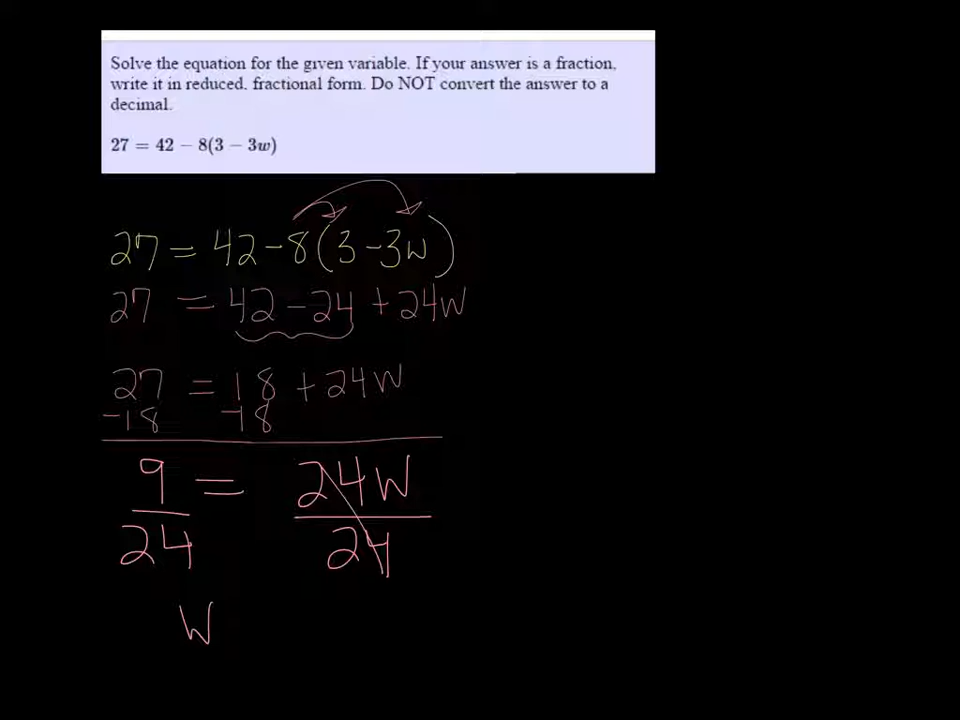 Solve the equation for the given variable. If your answer is a fraction,
write it in reduced. fractional form. Do NOT convert the answer to a
decimal.
27 = 42 − 8(3 − 3w)
27 = 42 - 8 (3 - 3w)
27 = 42 - 24 + 24w
27 = 18 + 24w
-18 -18
9 = 24w
24 24
w